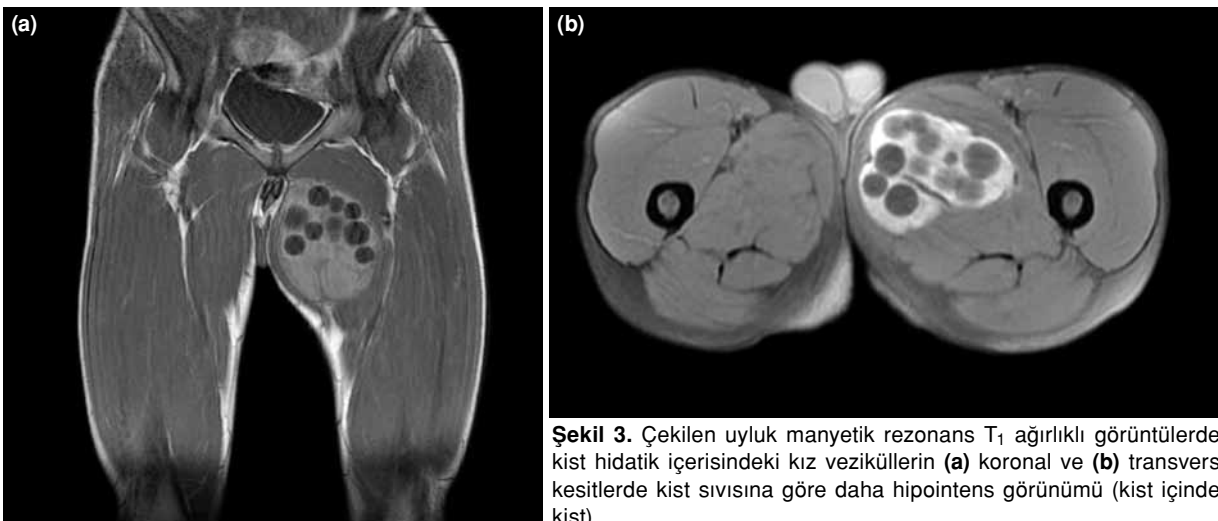 (a)
(b)
Şekil 3. Çekilen uyluk manyetik rezonans T₁ ağırlıklı görüntülerde
kist hidatik içerisindeki kız veziküllerin (a) koronal ve (b) transvers
kesitlerde kist sıvısına göre daha hipointens görünümü (kist içinde
kist).